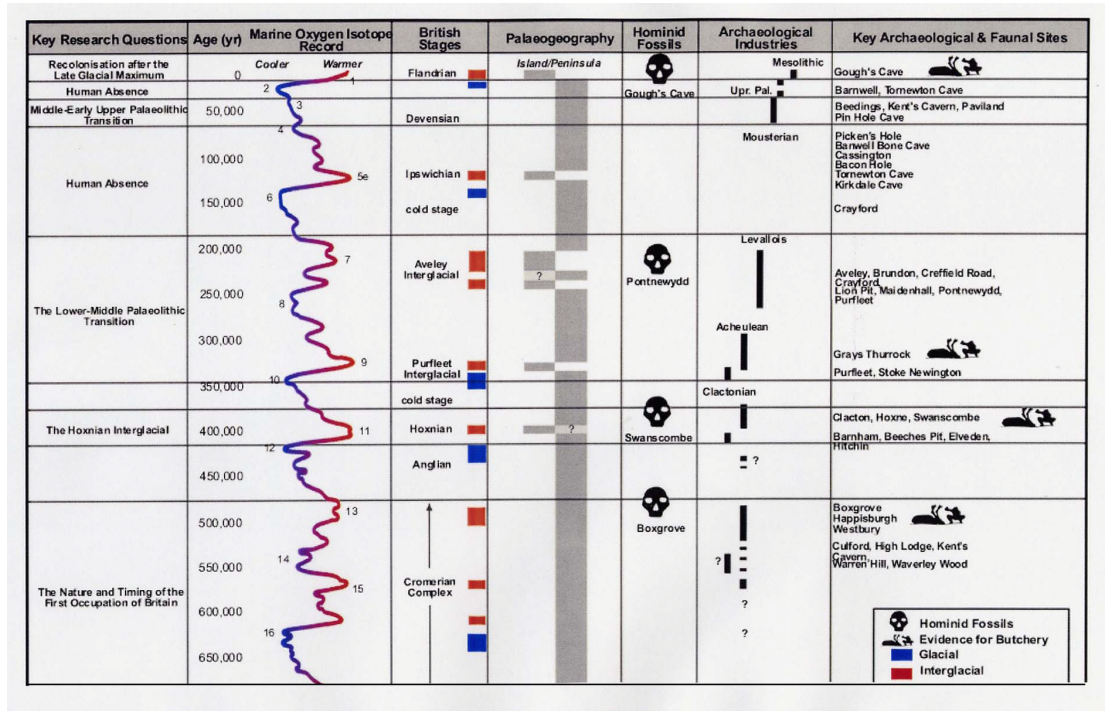 Key Research Questions
Age (yr)
Marine Oxygen Isotope
Record
British
Stages
Palaeogeography
Hominid
Fossils
Archaeological
Industries
Key Archaeological & Faunal Sites
Recolonisation after the
Late Glacial Maximum
Human Absence
Middle-Early Upper Palaeolithic
Transition
Human Absence
The Lower-Middle Palaeolithic
Transition
The Hoxnian Interglacial
The Nature and Timing of the
First Occupation of Britain
0
50,000
100,000
150,000
200,000
250,000
300,000
350,000
400,000
450,000
500,000
550,000
600,000
650,000
Cooler Warmer
1
2
3
4
5e
6
7
8
9
10
11
12
13
14
15
16
Flandrian
Devensian
Ipswichian
cold stage
Aveley
Interglacial
Purfleet
Interglacial
cold stage
Hoxnian
Anglian
Cromerian
Complex
Island/Peninsula
?
?
Gough's Cave
Pontnewydd
Swanscombe
Boxgrove
Mesolithic
Upr. Pal.
Mousterian
Levallois
Acheulean
Clactonian
?
?
?
?
Gough's Cave
Barnwell, Tornewton Cave
Beedings, Kent's Cavern, Paviland
Pin Hole Cave
Picken's Hole
Banwell Bone Cave
Cassington
Bacon Hole
Tornewton Cave
Kirkdale Cave
Crayford
Aveley, Brundon, Creffield Road,
Crayford,
Lion Pit, Maidenhall, Pontnewydd,
Purfleet
Grays Thurrock
Purfleet, Stoke Newington
Clacton, Hoxne, Swanscombe
Barnham, Beeches Pit, Elveden,
Hitchin
Boxgrove
Happisburgh
Westbury
Culford, High Lodge, Kent's
Cavern,
Warren Hill, Waverley Wood
Hominid Fossils
Evidence for Butchery
Glacial
Interglacial